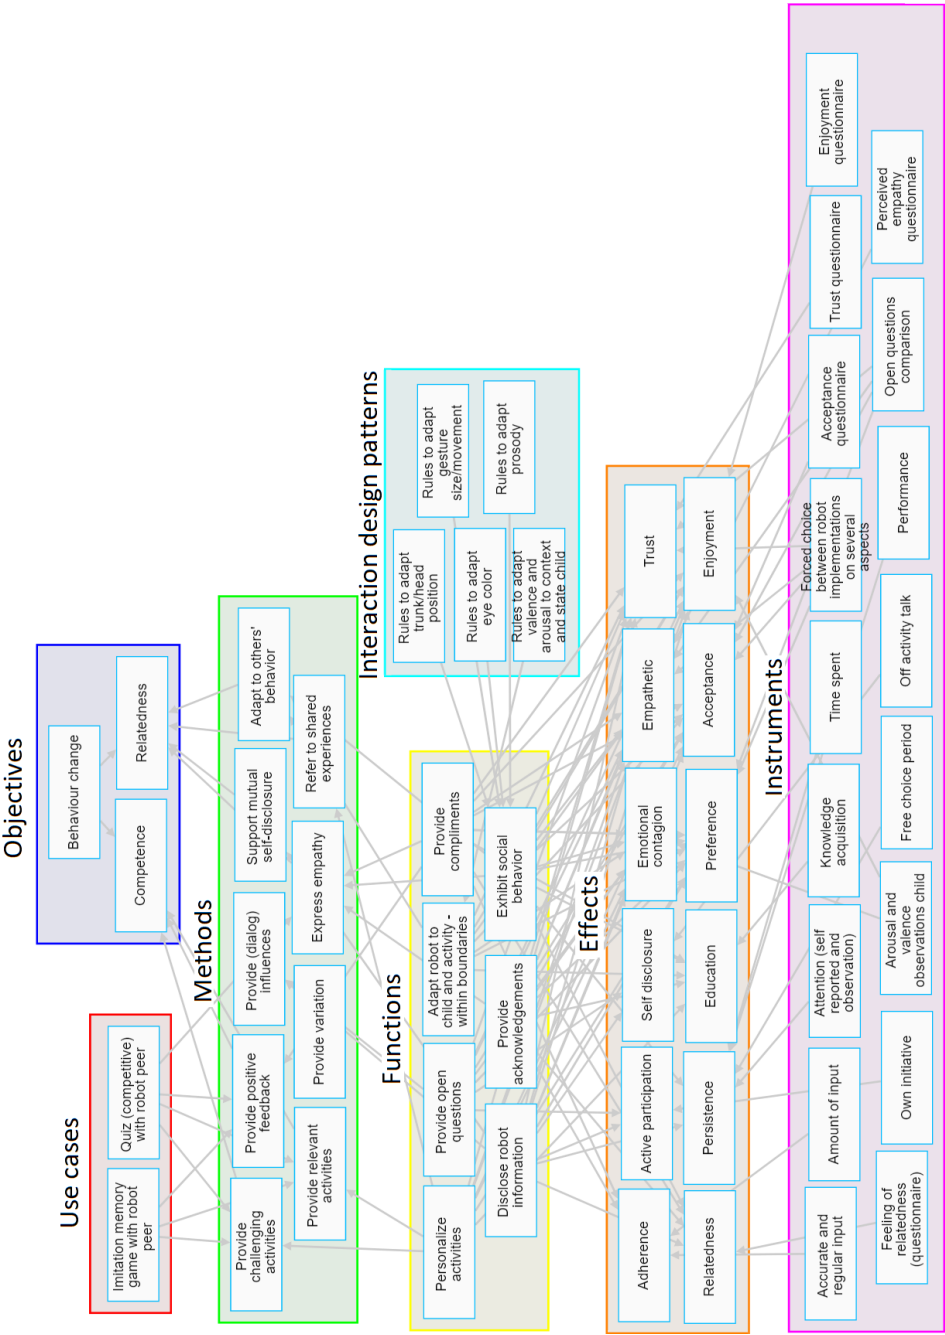 Objectives
Behaviour change
Competence
Relatedness
Use cases
Imitation memory
game with robot
peer
Quiz (competitive)
with robot peer
Methods
Provide
challenging
activities
Provide positive
feedback
Provide (dialog)
influences
Support mutual
self-disclosure
Adapt to others'
behavior
Provide relevant
activities
Provide variation
Express empathy
Refer to shared
experiences
Interaction design patterns
Rules to adapt
trunk/head
position
Rules to adapt
gesture
size/movement
Rules to adapt
eye color
Rules to adapt
prosody
Rules to adapt
valence and
arousal to context
and state child
Functions
Personalize
activities
Provide open
questions
Adapt robot to
child and activity -
within boundaries
Provide
compliments
Disclose robot
information
Provide
acknowledgements
Exhibit social
behavior
Effects
Adherence
Active participation
Self disclosure
Emotional
contagion
Empathetic
Trust
Relatedness
Persistence
Education
Preference
Acceptance
Enjoyment
Instruments
Accurate and
regular input
Amount of input
Attention (self
reported and
observation)
Knowledge
acquisition
Time spent
Forced choice
between robot
implementations
on several
aspects
Acceptance
questionnaire
Trust questionnaire
Enjoyment
questionnaire
Feeling of
relatedness
(questionnaire)
Own initiative
Arousal and
valence
observations child
Free choice period
Off activity talk
Performance
Open questions
comparison
Perceived
empathy
questionnaire